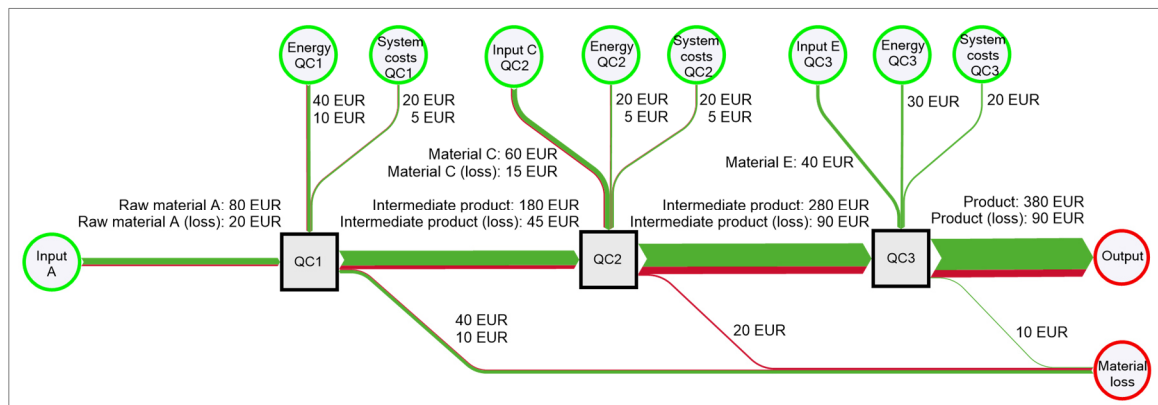 Energy
QC1
System
costs
QC1
Input C
QC2
Energy
QC2
System
costs
QC2
Input E
QC3
Energy
QC3
System
costs
QC3
40 EUR
10 EUR
20 EUR
5 EUR
20 EUR
5 EUR
20 EUR
5 EUR
30 EUR
20 EUR
Material C: 60 EUR
Material C (loss): 15 EUR
Material E: 40 EUR
Raw material A: 80 EUR
Raw material A (loss): 20 EUR
Intermediate product: 180 EUR
Intermediate product (loss): 45 EUR
Intermediate product: 280 EUR
Intermediate product (loss): 90 EUR
Product: 380 EUR
Product (loss): 90 EUR
Input
A
QC1
QC2
QC3
Output
40 EUR
10 EUR
20 EUR
10 EUR
Material
loss